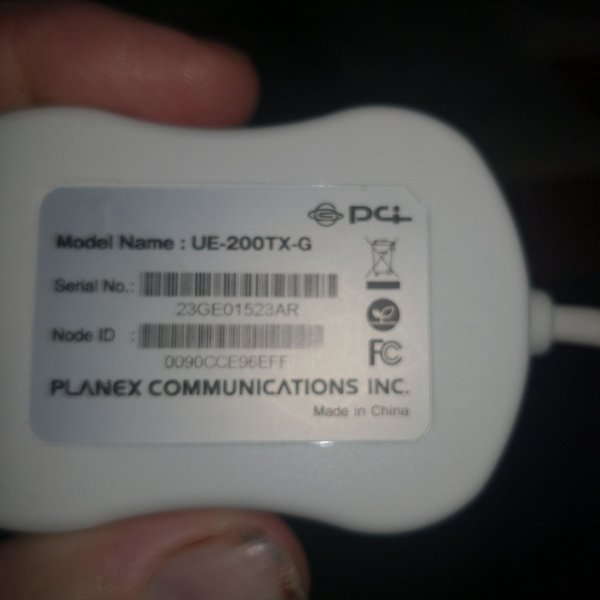 PCi
Model Name : UE-200TX-G
Serial No.:
23GE01523AR
Node ID :
0090CCE96EFF
FC
PLANEX COMMUNICATIONS INC.
Made in China